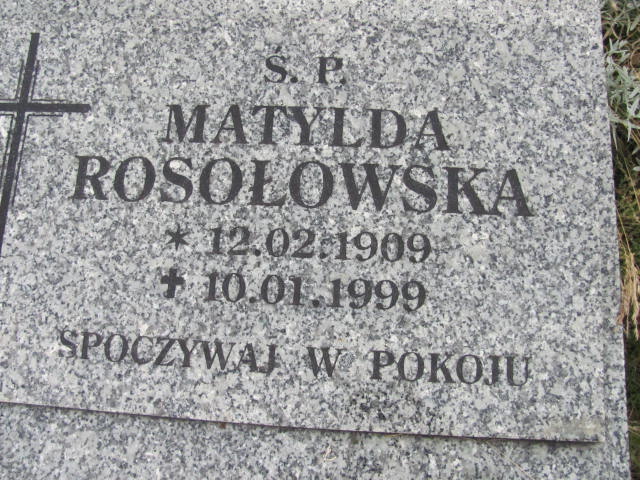 Ś. P.
MATYLDA
ROSOŁOWSKA
* 12.02.1909
✝ 10.01.1999
SPOCZYWAJ W POKOJU